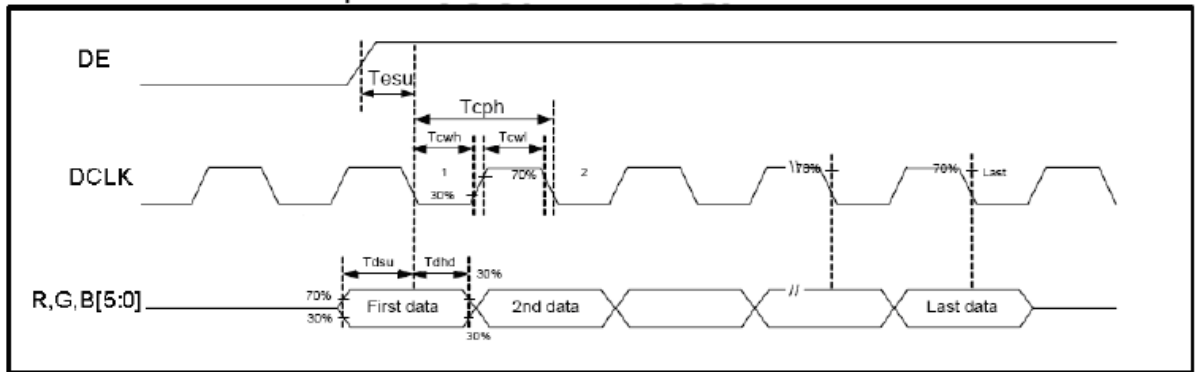 DE
Tesu
Tcph
Tcwh Tcwl
DCLK 1 70% 2 70% 70% Last
30%
Tdsu Tdhd 30%
R,G,B[5:0] 70% First data 2nd data // Last data
30%
30%